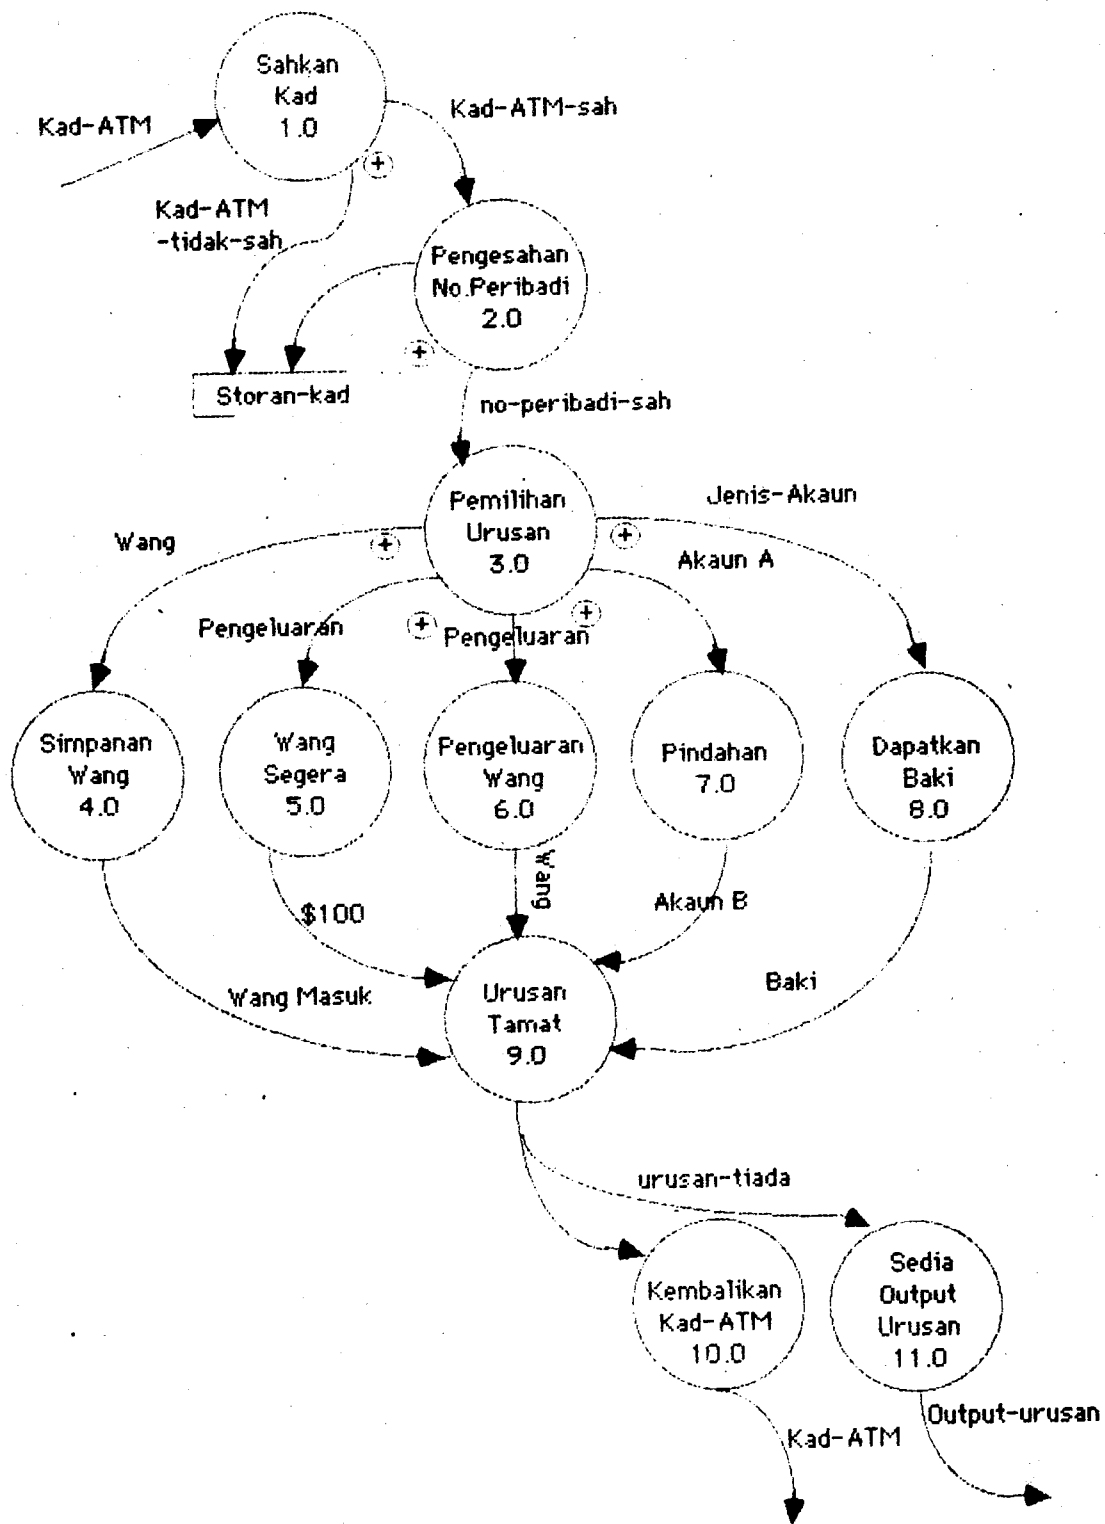 Sahkan
Kad
1.0
Kad-ATM
Kad-ATM-sah
+
Kad-ATM
-tidak-sah
Pengesahan
No.Peribadi
2.0
+
Storan-kad
no-peribadi-sah
Pemilihan
Urusan
3.0
Jenis-Akaun
Wang
+
+
Akaun A
Pengeluaran
+
Pengeluaran
+
Simpanan
Wang
4.0
Wang
Segera
5.0
Pengeluaran
Wang
6.0
Pindahan
7.0
Dapatkan
Baki
8.0
Wang
$100
Akaun B
Wang Masuk
Baki
Urusan
Tamat
9.0
urusan-tiada
Kembalikan
Kad-ATM
10.0
Sedia
Output
Urusan
11.0
Kad-ATM
Output-urusan